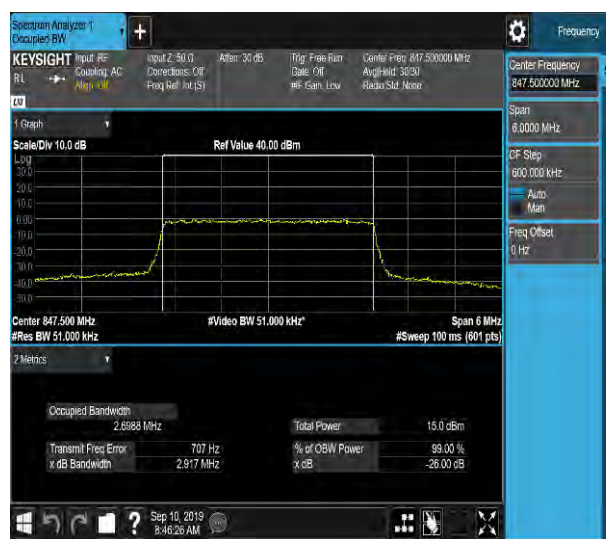 Spectrum Analyzer 1
Occupied BW
Frequency
KEYSIGHT
RL
Input: RF
Coupling: AC
Align: Off
Input Z: 50 Ω
Corrections: Off
Freq Ref: Int (S)
Atten: 30 dB
Trig: Free Run
Gate: Off
#IF Gain: Low
Center Freq: 847.500000 MHz
Avg|Hold: 30/30
Radio Std: None
1 Graph
Scale/Div 10.0 dB
Ref Value 40.00 dBm
Log
30.0
20.0
10.0
0.00
-10.0
-20.0
-30.0
-40.0
-50.0
Center 847.500 MHz
#Video BW 51.000 kHz*
Span 6 MHz
#Res BW 51.000 kHz
#Sweep 100 ms (601 pts)
2 Metrics
Occupied Bandwidth
2.6988 MHz
Total Power
15.0 dBm
Transmit Freq Error
707 Hz
% of OBW Power
99.00 %
x dB Bandwidth
2.917 MHz
x dB
-26.00 dB
Center Frequency
847.500000 MHz
Span
6.0000 MHz
CF Step
600.000 kHz
Auto
Man
Freq Offset
0 Hz
?
Sep 10, 2019
8:46:26 AM